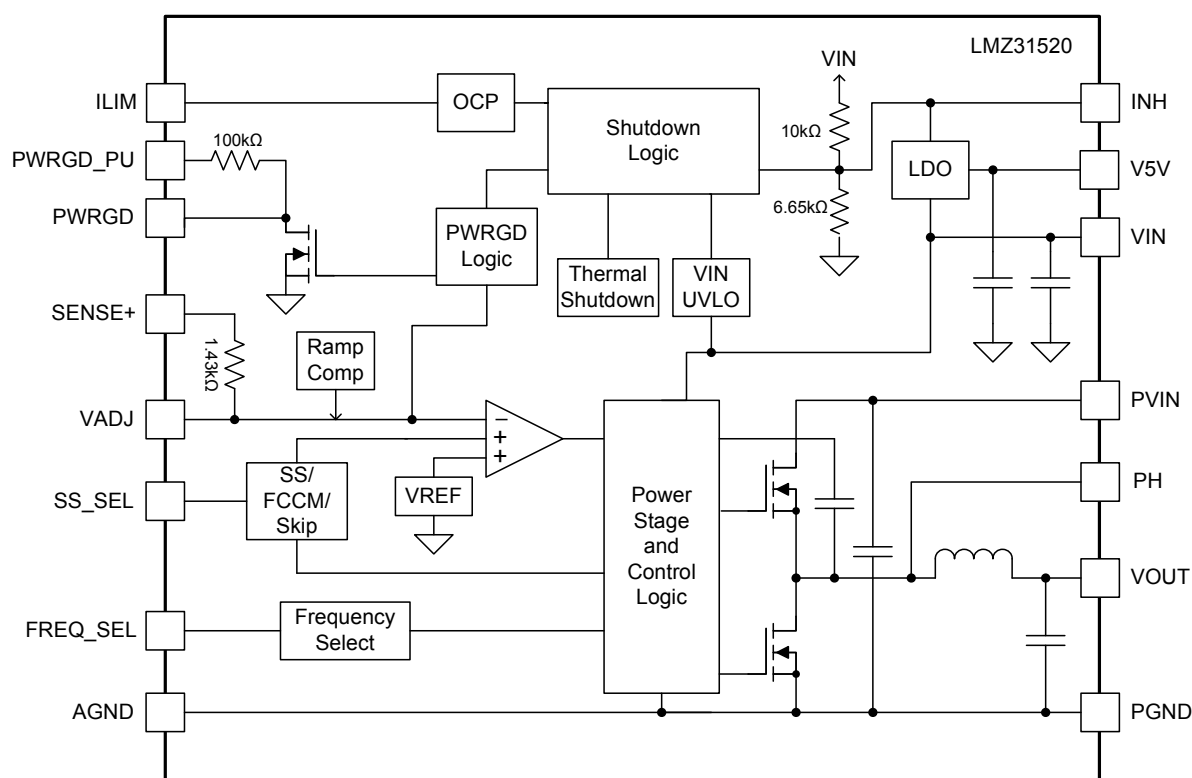 LMZ31520
ILIM
OCP
Shutdown
Logic
VIN
10kΩ
6.65kΩ
INH
PWRGD_PU
100kΩ
LDO
V5V
PWRGD
PWRGD
Logic
VIN
Thermal
Shutdown
VIN
UVLO
SENSE+
1.43kΩ
Ramp
Comp
VADJ
−
+
+
PVIN
SS_SEL
SS/
FCCM/
Skip
VREF
Power
Stage
and
Control
Logic
PH
VOUT
FREQ_SEL
Frequency
Select
AGND
PGND